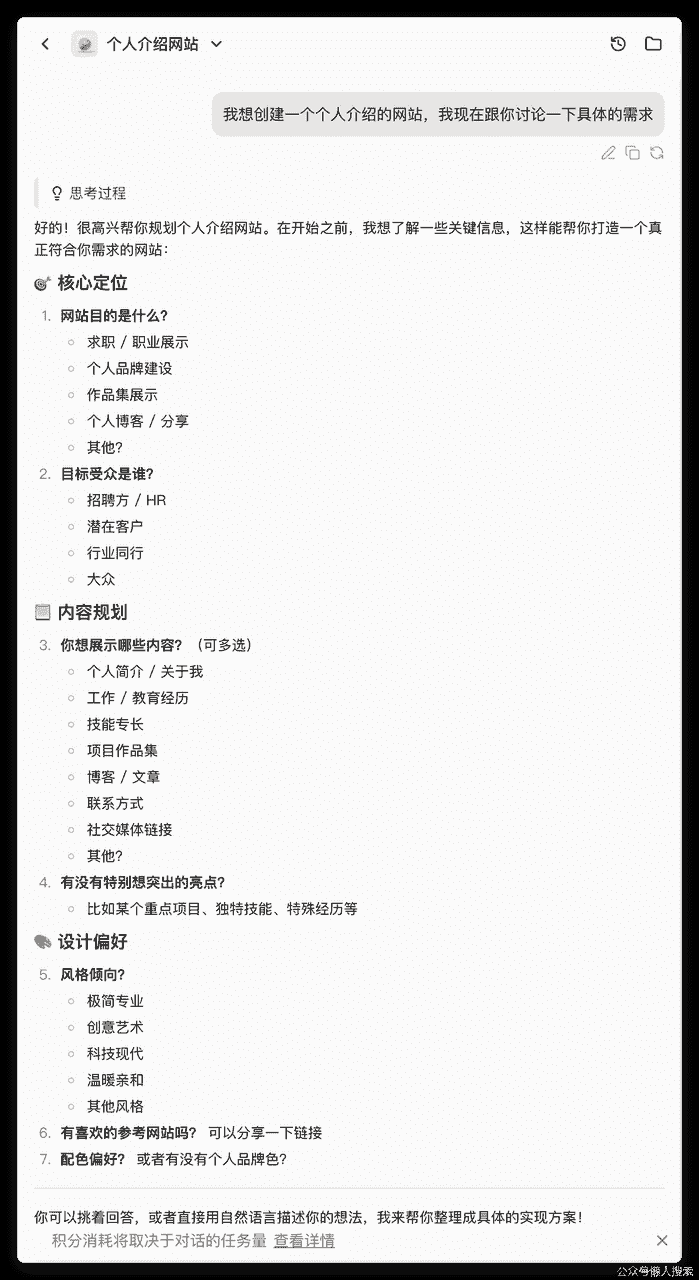 个人介绍网站
我想创建一个个人介绍的网站，我现在跟你讨论一下具体的需求
思考过程
好的！很高兴帮你规划个人介绍网站。在开始之前，我想了解一些关键信息，这样能帮你打造一个真
正符合你需求的网站：
核心定位
1. 网站目的是什么？
求职 / 职业展示
个人品牌建设
作品集展示
个人博客 / 分享
其他？
2. 目标受众是谁？
招聘方 / HR
潜在客户
行业同行
大众
内容规划
3. 你想展示哪些内容？（可多选）
个人简介 / 关于我
工作 / 教育经历
技能专长
项目作品集
博客 / 文章
联系方式
社交媒体链接
其他？
4. 有没有特别想突出的亮点？
比如某个重点项目、独特技能、特殊经历等
设计偏好
5. 风格倾向？
极简专业
创意艺术
科技现代
温暖亲和
其他风格
6. 有喜欢的参考网站吗？ 可以分享一下链接
7. 配色偏好？ 或者有没有个人品牌色？
你可以挑着回答，或者直接用自然语言描述你的想法，我来帮你整理成具体的实现方案！
积分消耗将取决于对话的任务量 查看详情
公众号懒人搜索